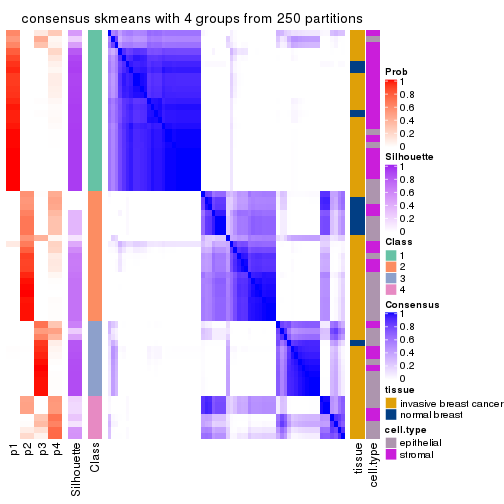 consensus skmeans with 4 groups from 250 partitions
Prob
1
0.8
0.6
0.4
0.2
0
Silhouette
1
0.8
0.6
0.4
0.2
0
Class
1
2
3
4
Consensus
1
0.8
0.6
0.4
0.2
0
tissue
invasive breast cancer
normal breast
cell.type
epithelial
stromal
p1
p2
p3
p4
Silhouette
Class
tissue
cell.type